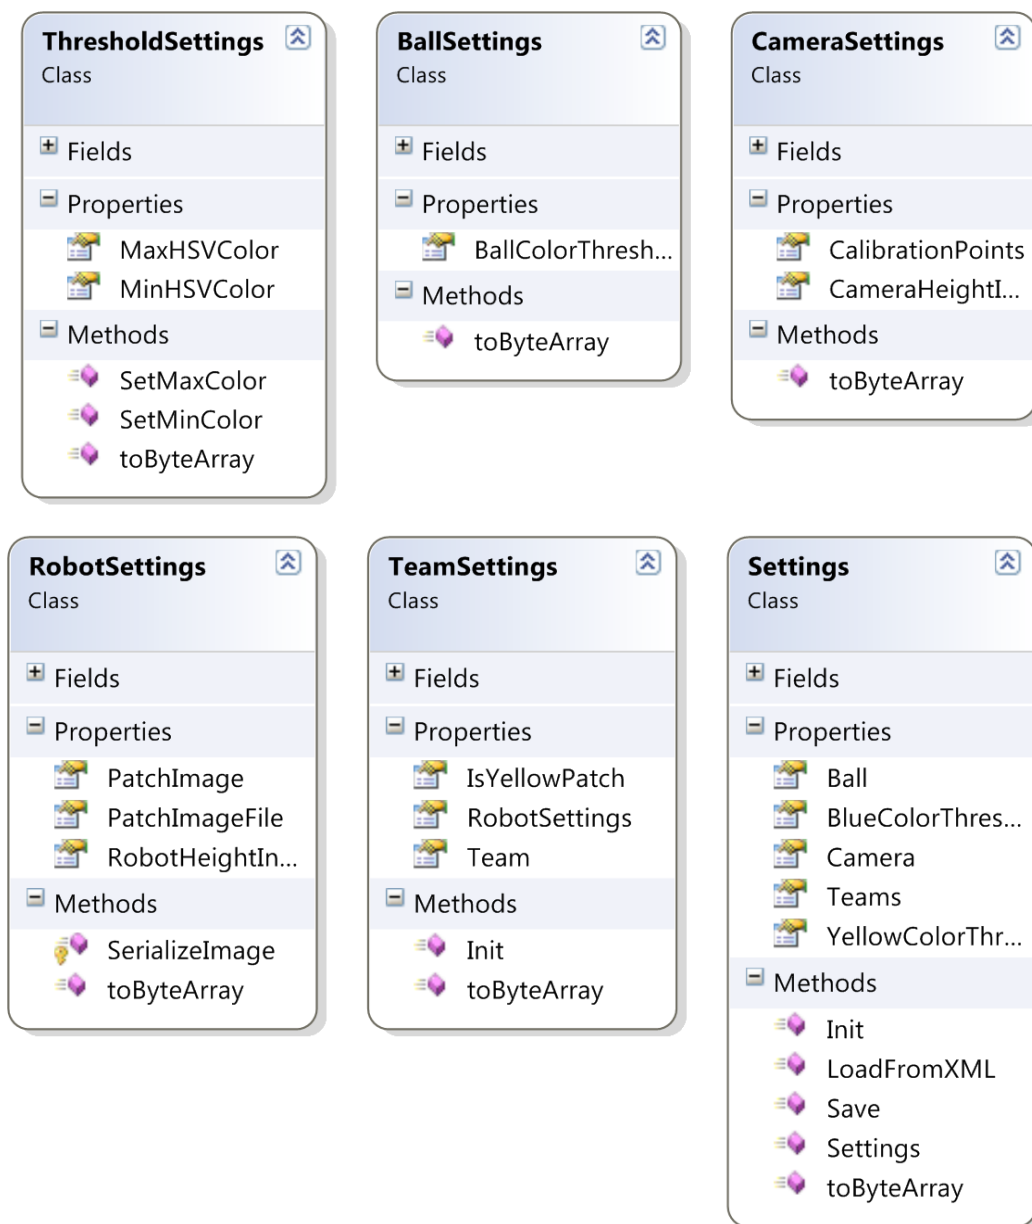 ThresholdSettings
Class
Fields
Properties
MaxHSVColor
MinHSVColor
Methods
SetMaxColor
SetMinColor
toByteArray
BallSettings
Class
Fields
Properties
BallColorThresh...
Methods
toByteArray
CameraSettings
Class
Fields
Properties
CalibrationPoints
CameraHeightI...
Methods
toByteArray
RobotSettings
Class
Fields
Properties
PatchImage
PatchImageFile
RobotHeightIn...
Methods
SerializeImage
toByteArray
TeamSettings
Class
Fields
Properties
IsYellowPatch
RobotSettings
Team
Methods
Init
toByteArray
Settings
Class
Fields
Properties
Ball
BlueColorThres...
Camera
Teams
YellowColorThr...
Methods
Init
LoadFromXML
Save
Settings
toByteArray